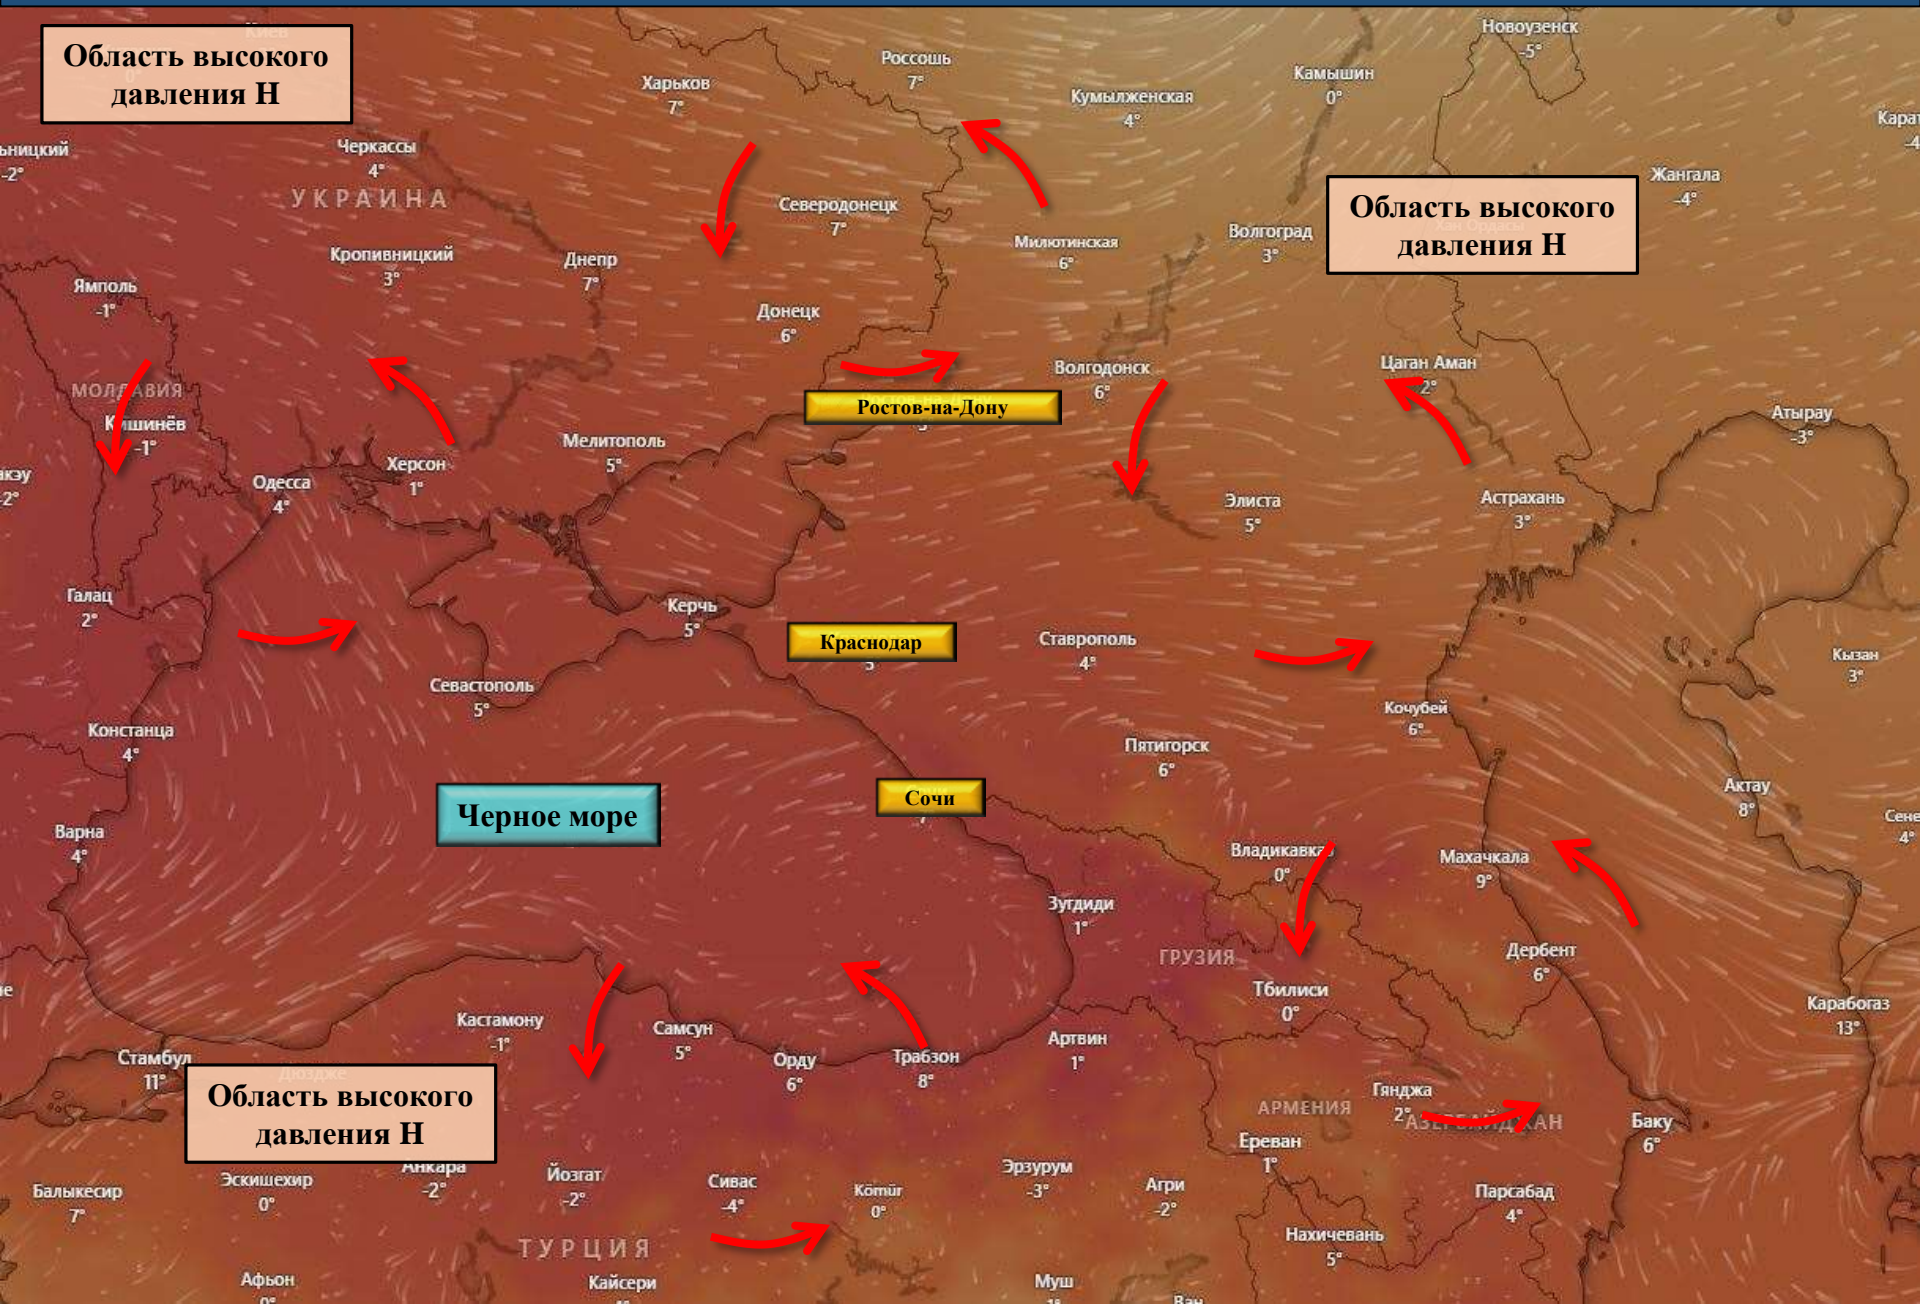 Новоузенск
-5°
Область высокого
давления Н
Россошь
7°
Камышин
0°
Харьков
7°
Кумылженская
4°
Черкассы
4°
-2°
УКРАИНА
Жангала
-4°
Северодонецк
7°
Область высокого
давления Н
Милютинская
6°
Волгоград
3°
Кропивницкий
3°
Днепр
7°
Ямполь
-1°
Донецк
6°
Волгодонск
6°
Цаган Аман
2°
МОЛДАВИЯ
Ростов-на-Дону
Атырау
-3°
Кишинёв
-1°
Мелитополь
5°
Херсон
1°
Одесса
4°
Элиста
5°
Астрахань
3°
Галац
2°
Керчь
5°
Краснодар
5
Ставрополь
4°
Кызан
3°
Севастополь
5°
Кочубей
6°
Констанца
4°
Пятигорск
6°
Актау
8°
Сочи
Черное море
Варна
4°
4°
Владикавказ
0°
Махачкала
9°
Зугдиди
1°
ГРУЗИЯ
Дербент
6°
Тбилиси
0°
Карабогаз
13°
Кастамону
-1°
Самсун
5°
Артвин
1°
Стамбул
11°
Орду
6°
Трабзон
8°
Область высокого
давления Н
Гянджа
2°
АРМЕНИЯ
АЗЕРБАЙДЖАН
Баку
6°
Ереван
1°
Анкара
-2°
Эскишехир
0°
Йозгат
-2°
Сивас
-4°
Kömür
0°
Эрзурум
-3°
Агри
-2°
Балыкесир
7°
Парсабад
4°
ТУРЦИЯ
Нахичевань
5°
Афьон
Кайсери
Муш
Ван